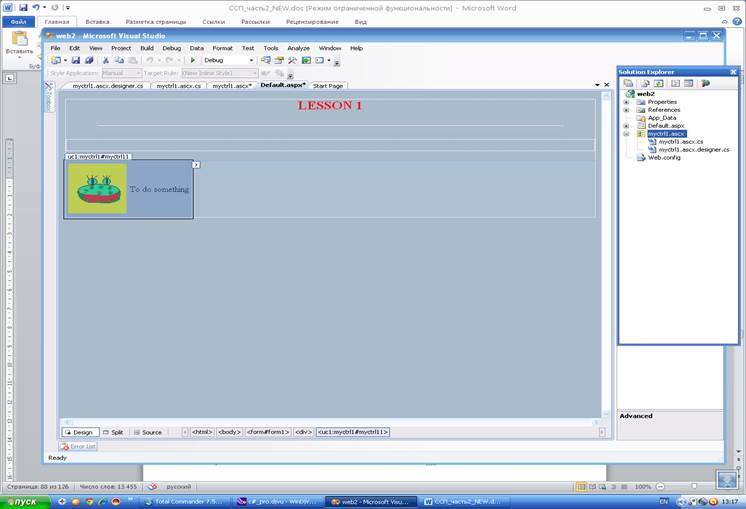 ССП_часть2_NEW.doc [Режим ограниченной функциональности] - Microsoft Word
Файл Главная Вставка Разметка страницы Ссылки Рассылки Рецензирование Вид
Вставить
Буф
web2 - Microsoft Visual Studio
File Edit View Project Build Debug Data Format Test Tools Analyze Window Help
Debug
Style Application: Manual Target Rule: (New Inline Style)
myctrl1.ascx.designer.cs myctrl1.ascx.cs myctrl1.ascx* Default.aspx* Start Page
Toolbox
LESSON 1
uc1:myctrl1#myctrl11
To do something
Solution Explorer
web2
Properties
References
App_Data
Default.aspx
myctrl1.ascx
myctrl1.ascx.cs
myctrl1.ascx.designer.cs
Web.config
Advanced
Design Split Source <html> <body> <form#form1> <div> <uc1:myctrl1#myctrl11>
Error List
Ready
Страница: 88 из 126 Число слов: 13 455 русский 100%
пуск Total Commander 7.5... c#_pro.djvu - WinDjV... web2 - Microsoft Visu... ССП_часть2_NEW.d... EN 13:17